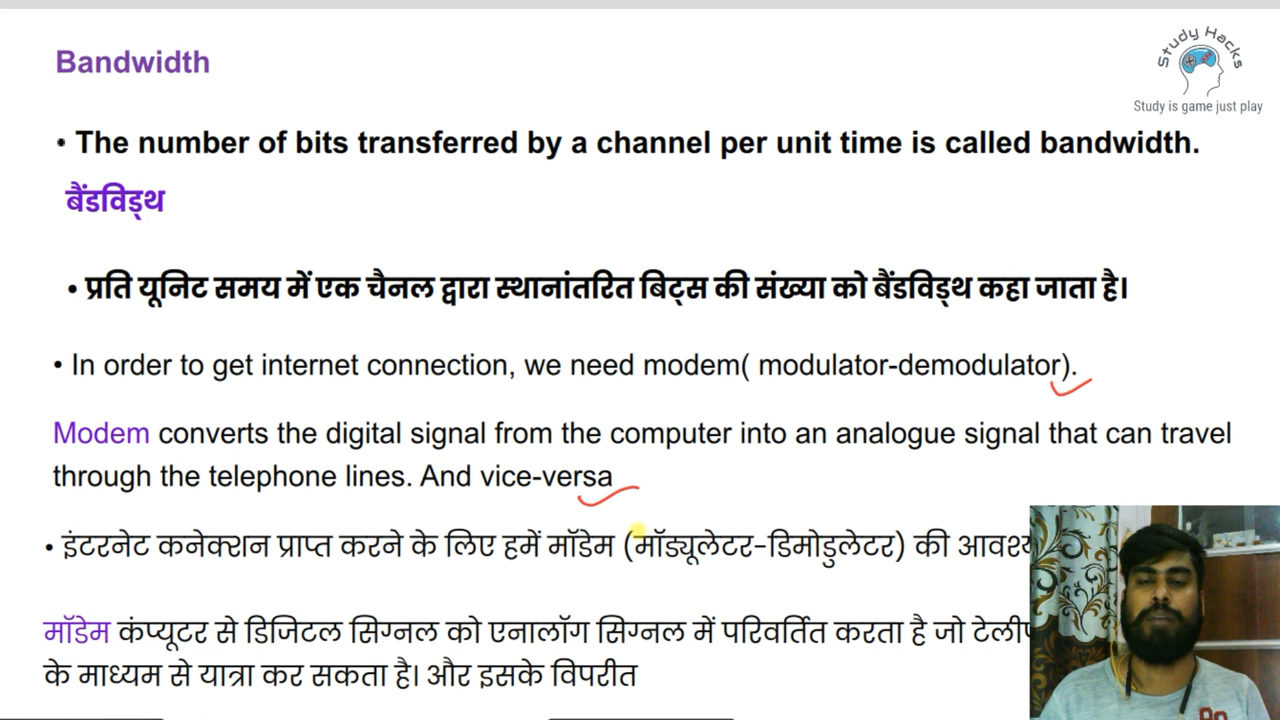 Study Hacks
Study is game just play
Bandwidth
• The number of bits transferred by a channel per unit time is called bandwidth.
बैंडविड्थ
• प्रति यूनिट समय में एक चैनल द्वारा स्थानांतरित बिट्स की संख्या को बैंडविड्थ कहा जाता है।
• In order to get internet connection, we need modem( modulator-demodulator).
Modem converts the digital signal from the computer into an analogue signal that can travel
through the telephone lines. And vice-versa
• इंटरनेट कनेक्शन प्राप्त करने के लिए हमें मॉडेम (मॉड्यूलेटर-डिमोडुलेटर) की
मॉडेम कंप्यूटर से डिजिटल सिग्नल को एनालॉग सिग्नल में परिवर्तित करता है जो
के माध्यम से यात्रा कर सकता है। और इसके विपरीत